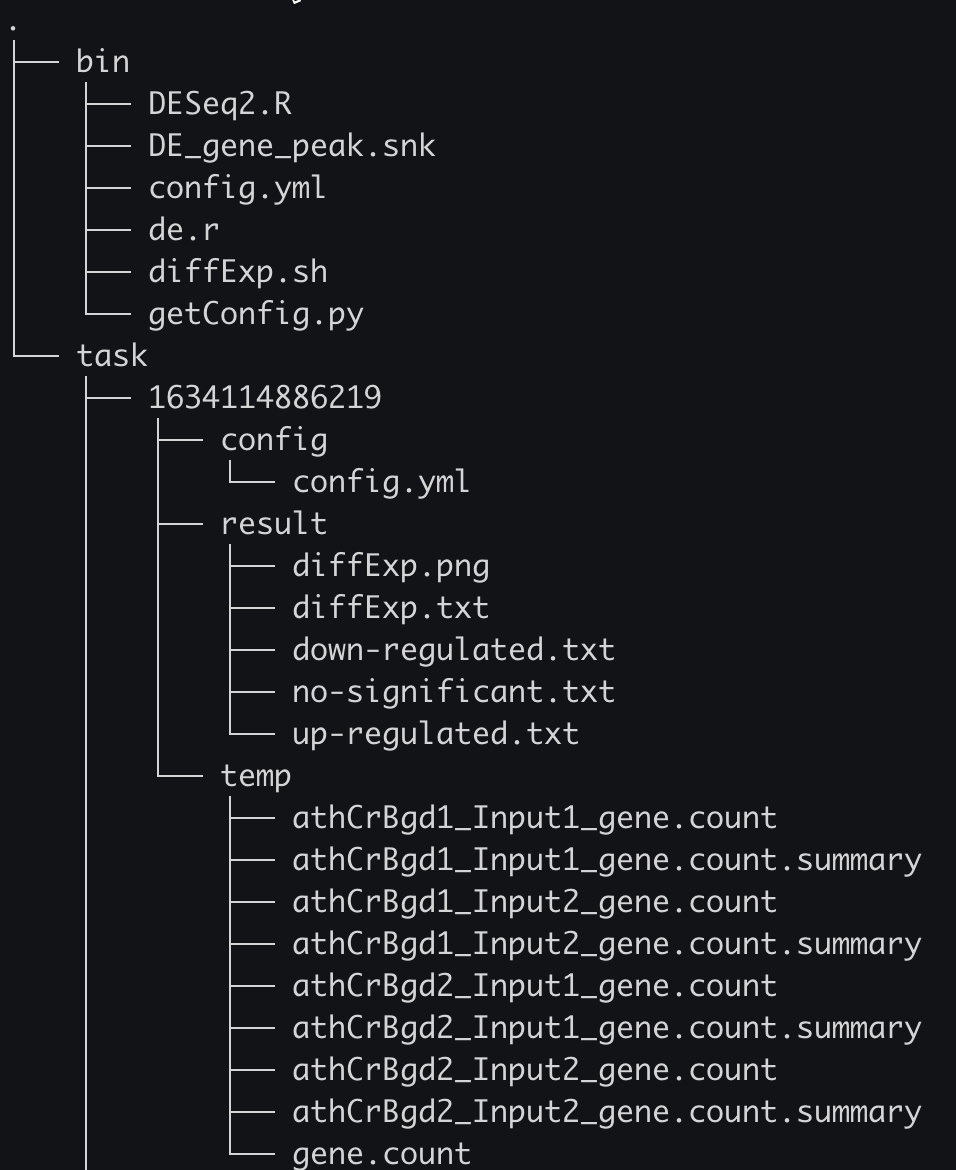 .
├── bin
│   ├── DESeq2.R
│   ├── DE_gene_peak.snk
│   ├── config.yml
│   ├── de.r
│   ├── diffExp.sh
│   └── getConfig.py
└── task
    ├── 1634114886219
    │   ├── config
    │   │   └── config.yml
    │   ├── result
    │   │   ├── diffExp.png
    │   │   ├── diffExp.txt
    │   │   ├── down-regulated.txt
    │   │   ├── no-significant.txt
    │   │   └── up-regulated.txt
    │   └── temp
    │       ├── athCrBgd1_Input1_gene.count
    │       ├── athCrBgd1_Input1_gene.count.summary
    │       ├── athCrBgd1_Input2_gene.count
    │       ├── athCrBgd1_Input2_gene.count.summary
    │       ├── athCrBgd2_Input1_gene.count
    │       ├── athCrBgd2_Input1_gene.count.summary
    │       ├── athCrBgd2_Input2_gene.count
    │       ├── athCrBgd2_Input2_gene.count.summary
    │       └── gene.count